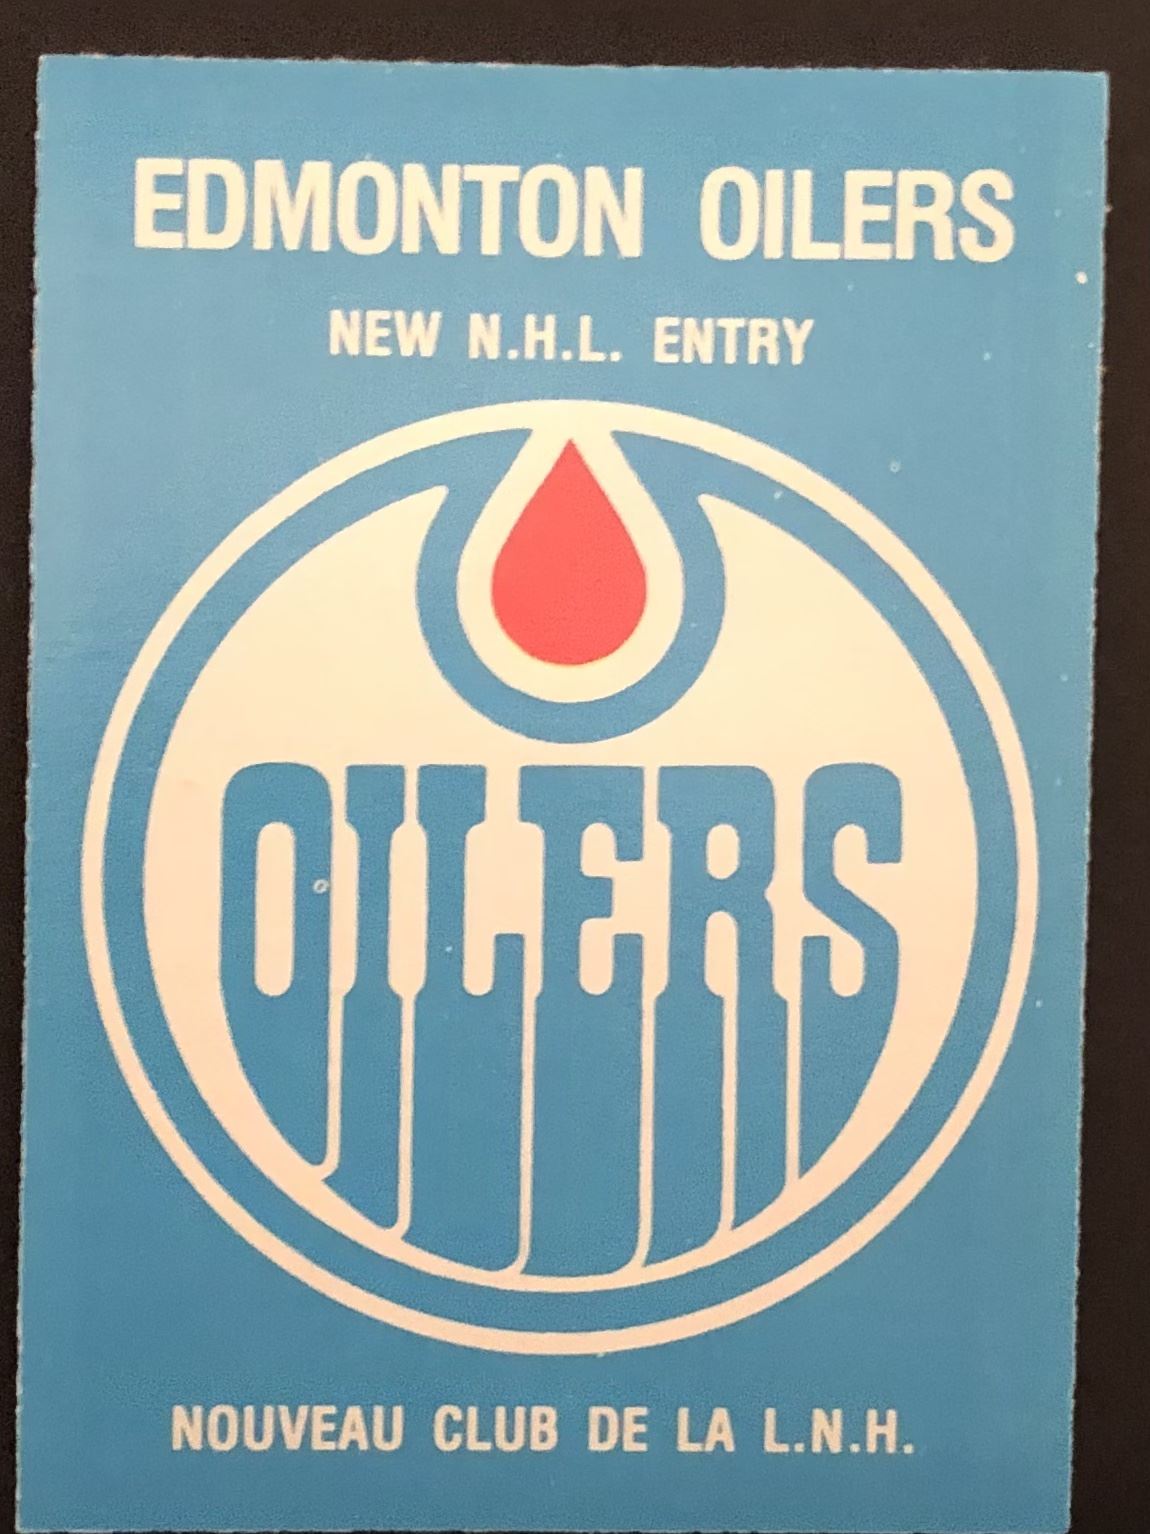 EDMONTON OILERS
NEW N.H.L. ENTRY
OILERS
NOUVEAU CLUB DE LA L.N.H.